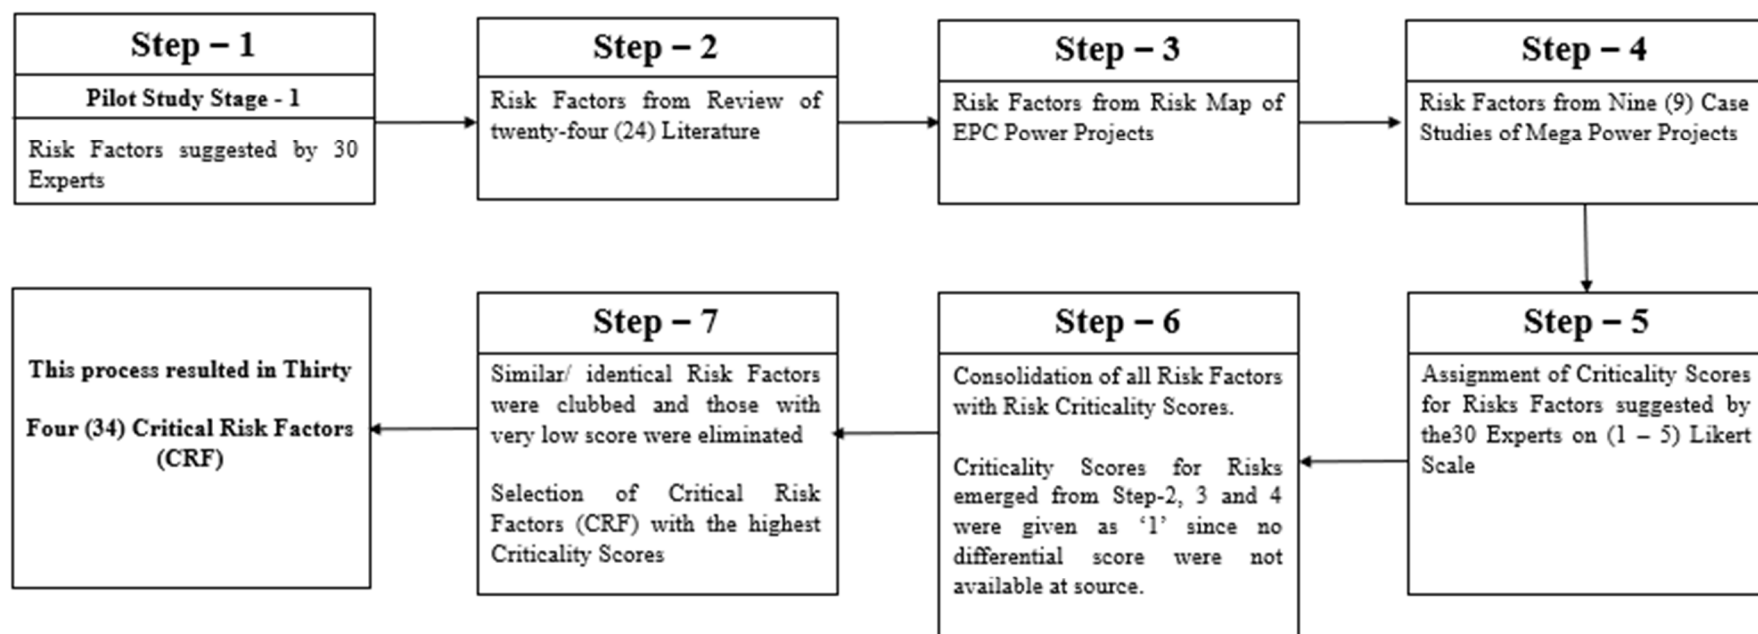 Step – 1
Pilot Study Stage - 1
Risk Factors suggested by 30
Experts
Step – 2
Risk Factors from Review of
twenty-four (24) Literature
Step – 3
Risk Factors from Risk Map of
EPC Power Projects
Step – 4
Risk Factors from Nine (9) Case
Studies of Mega Power Projects
Step – 5
Assignment of Criticality Scores
for Risks Factors suggested by
the30 Experts on (1 – 5) Likert
Scale
Step – 6
Consolidation of all Risk Factors
with Risk Criticality Scores.
Criticality Scores for Risks
emerged from Step-2, 3 and 4
were given as ‘1’ since no
differential score were not
available at source.
Step – 7
Similar/ identical Risk Factors
were clubbed and those with
very low score were eliminated
Selection of Critical Risk
Factors (CRF) with the highest
Criticality Scores
This process resulted in Thirty
Four (34) Critical Risk Factors
(CRF)